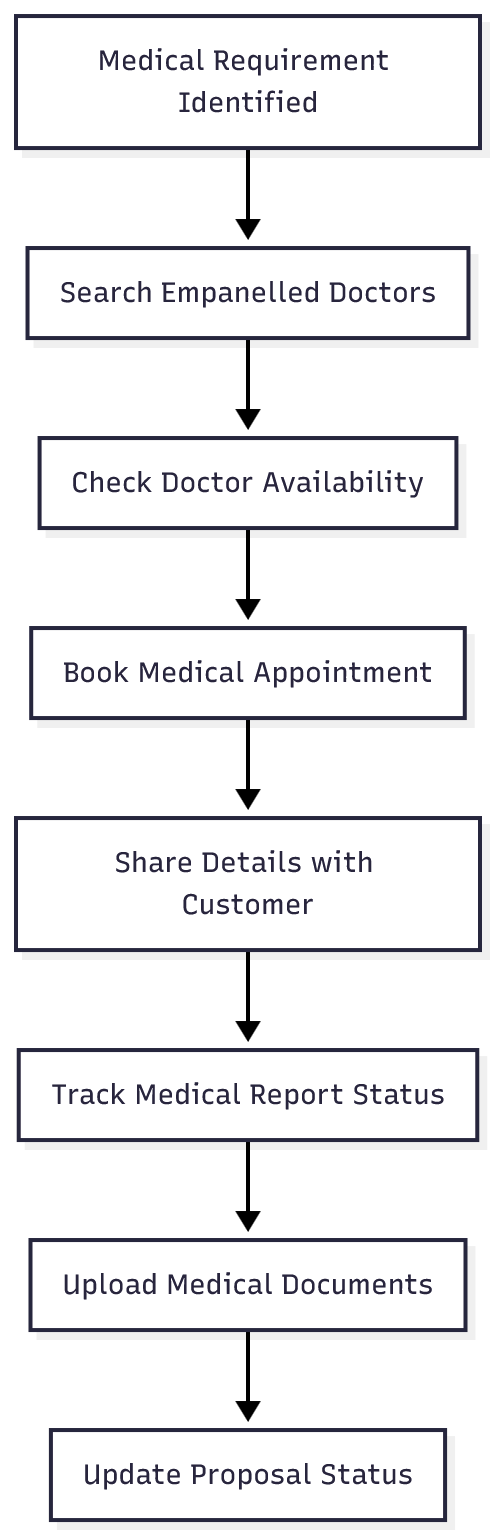 Medical Requirement
Identified
Search Empanelled Doctors
Check Doctor Availability
Book Medical Appointment
Share Details with
Customer
Track Medical Report Status
Upload Medical Documents
Update Proposal Status